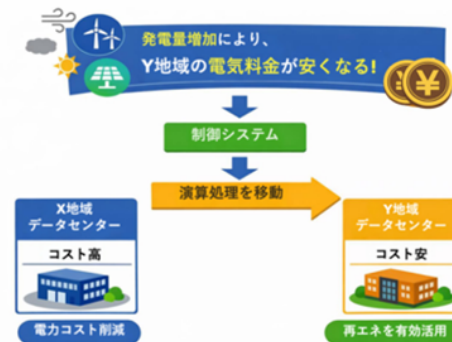 発電量増加により、
Y地域の電気料金が安くなる!
¥
制御システム
演算処理を移動
X地域
データセンター
コスト高
電力コスト削減
Y地域
データセンター
コスト安
再エネを有効活用